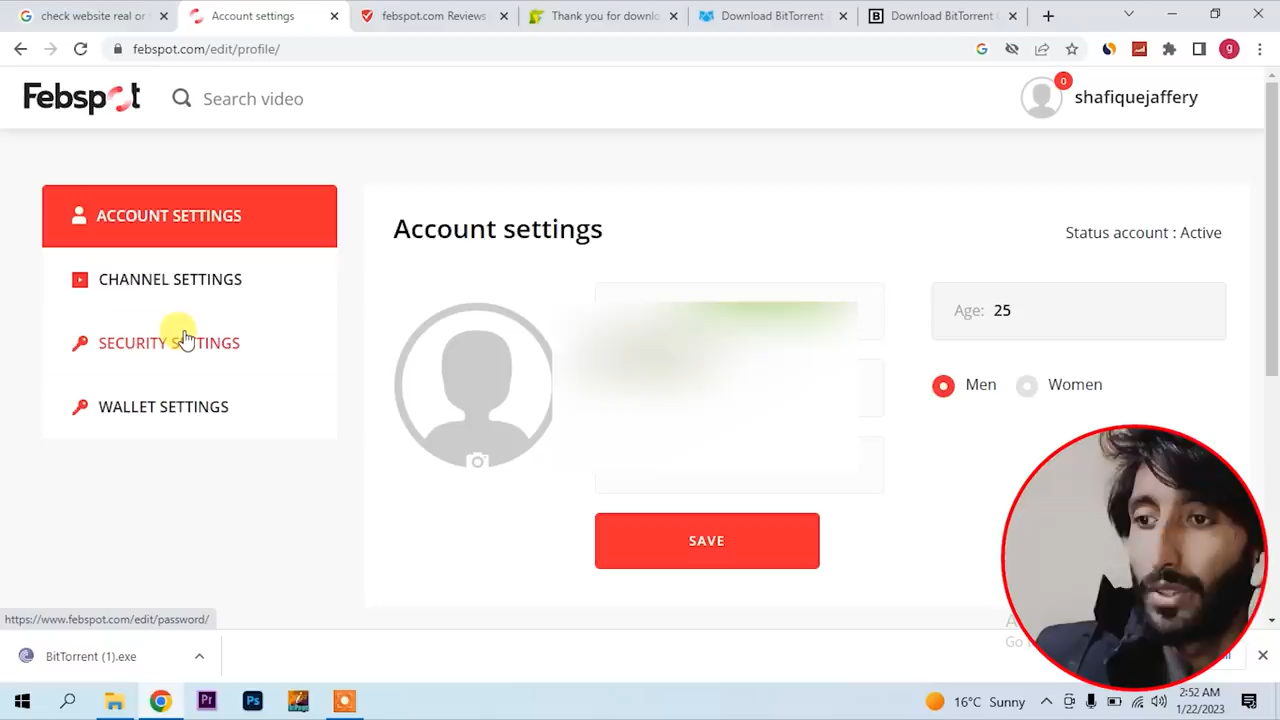 check website real or
Account settings
febspot.com Reviews
Thank you for downlo
Download BitTorrent
Download BitTorrent
febspot.com/edit/profile/
g
Febspot
Search video
0
shafiquejaffery
ACCOUNT SETTINGS
CHANNEL SETTINGS
SECURITY SETTINGS
WALLET SETTINGS
Account settings
Status account : Active
Age: 25
Men
Women
SAVE
https://www.febspot.com/edit/password/
Go
BitTorrent (1).exe
Pr
Ps
16°C Sunny
2:52 AM
1/22/2023